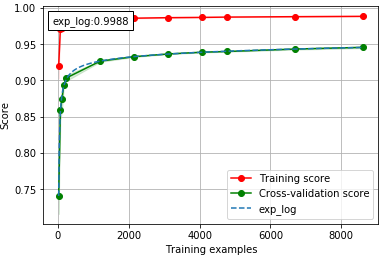 1.00
0.95
0.90
0.85
0.80
0.75
Score
exp_log:0.9988
Training score
Cross-validation score
exp_log
0
2000
4000
6000
8000
Training examples